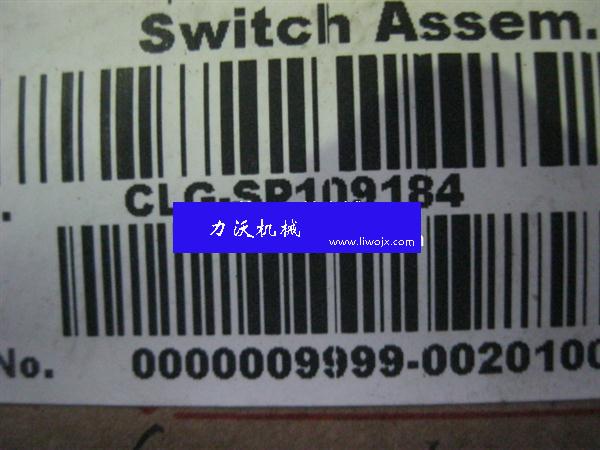 Switch Assem.
CLG-SP109184
力沃机械
www.liwojx.com
No. 0000009999-0020100